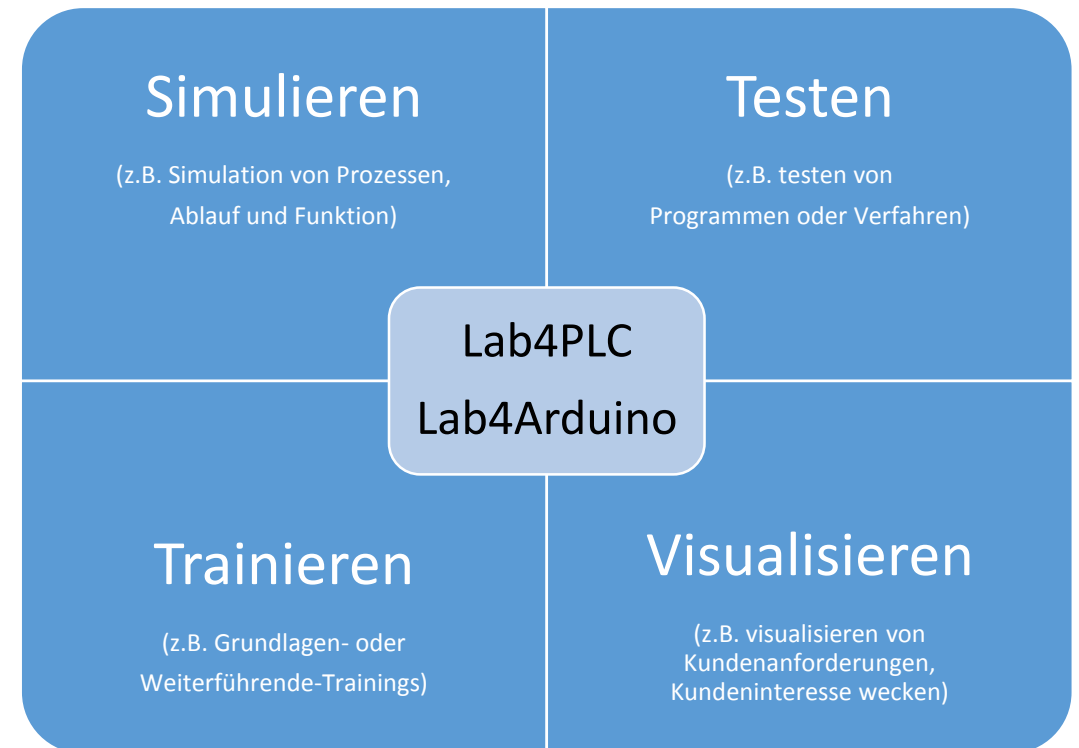 Simulieren
(z.B. Simulation von Prozessen,
Ablauf und Funktion)
Testen
(z.B. testen von
Programmen oder Verfahren)
Lab4PLC
Lab4Arduino
Trainieren
(z.B. Grundlagen- oder
Weiterführende-Trainings)
Visualisieren
(z.B. visualisieren von
Kundenanforderungen,
Kundeninteresse wecken)